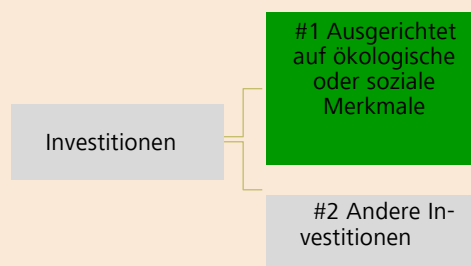 #1 Ausgerichtet
auf ökologische
oder soziale
Merkmale
Investitionen
#2 Andere In-
vestitionen